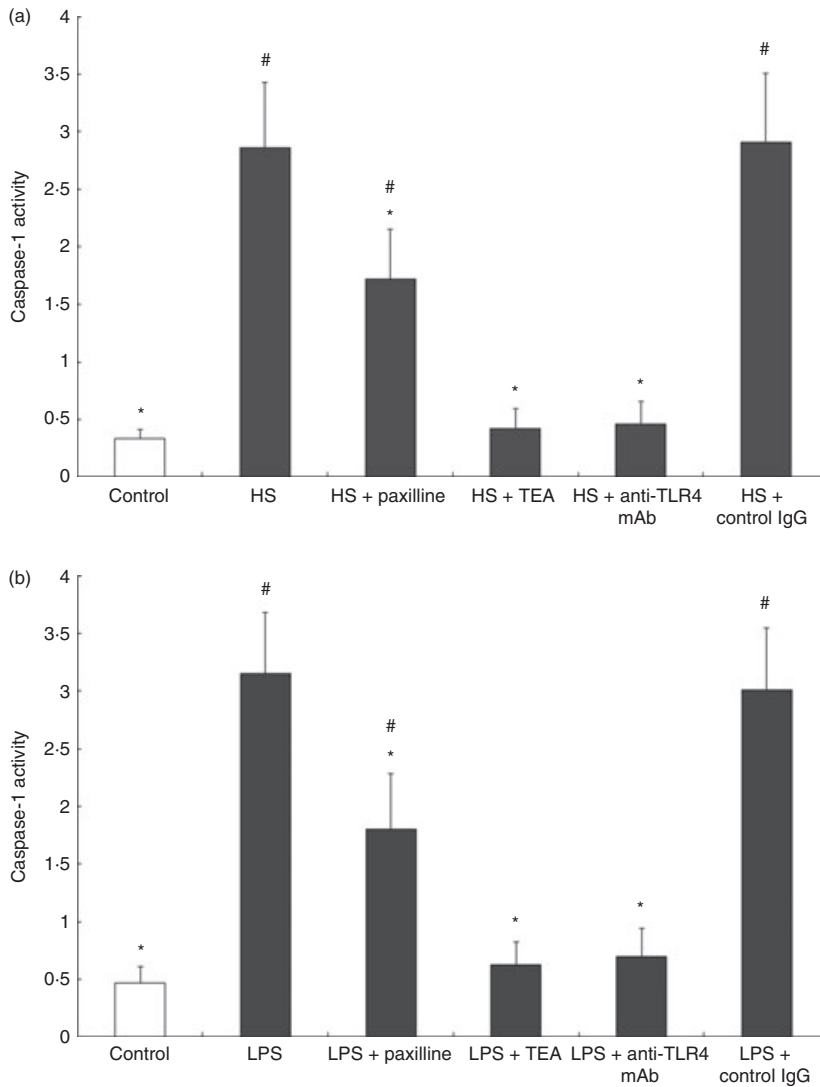 (a)
4
3·5
3
2·5
2
1·5
1
0·5
0
Caspase-1 activity
*
#
#
*
*
*
#
Control
HS
HS + paxilline
HS + TEA
HS + anti-TLR4
mAb
HS +
control IgG
(b)
4
3·5
3
2·5
2
1·5
1
0·5
0
Caspase-1 activity
*
#
#
*
*
*
#
Control
LPS
LPS + paxilline
LPS + TEA
LPS + anti-TLR4
mAb
LPS +
control IgG